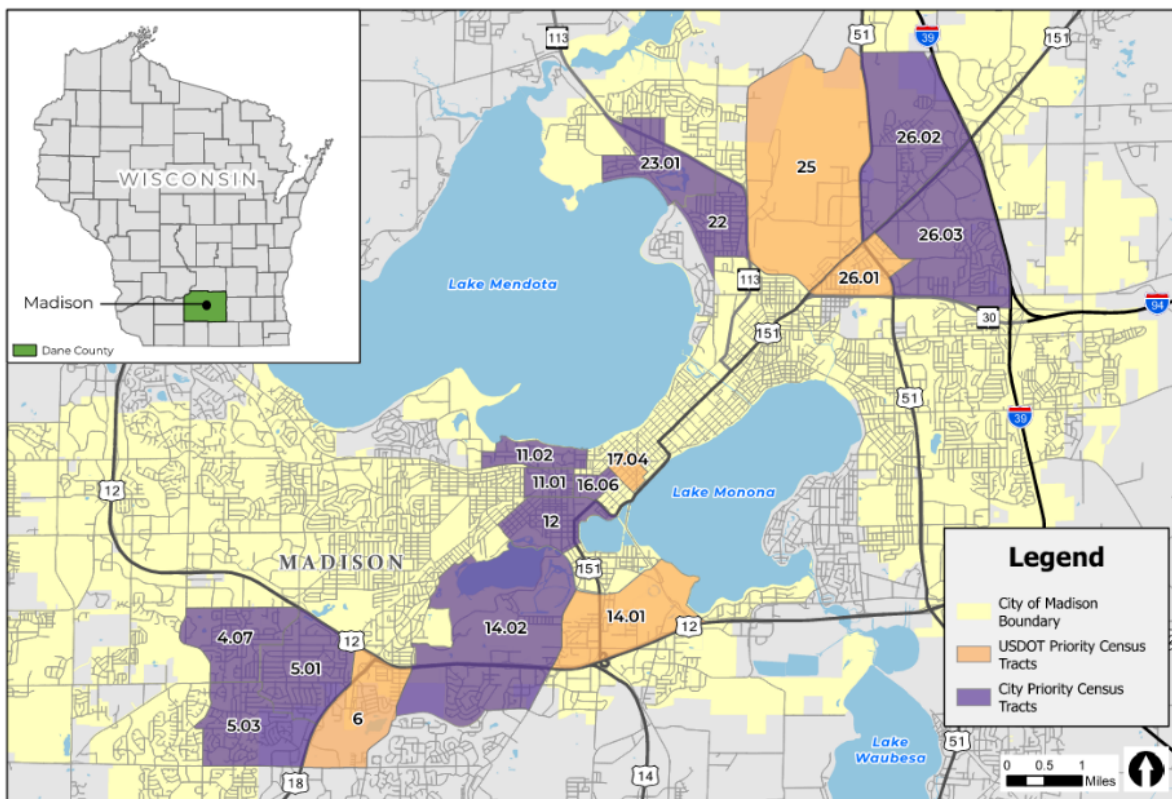 WISCONSIN
Madison
Dane County
113
51
39
151
26.02
23.01
25
22
26.03
Lake Mendota
113
26.01
94
30
151
51
39
11.02
17.04
12
11.01
16.06
Lake Monona
12
MADISON
151
14.01
12
14.02
4.07
12
5.01
6
5.03
18
14
Lake
Waubesa
51
Legend
City of Madison
Boundary
USDOT Priority Census
Tracts
City Priority Census
Tracts
0 0.5 1
Miles